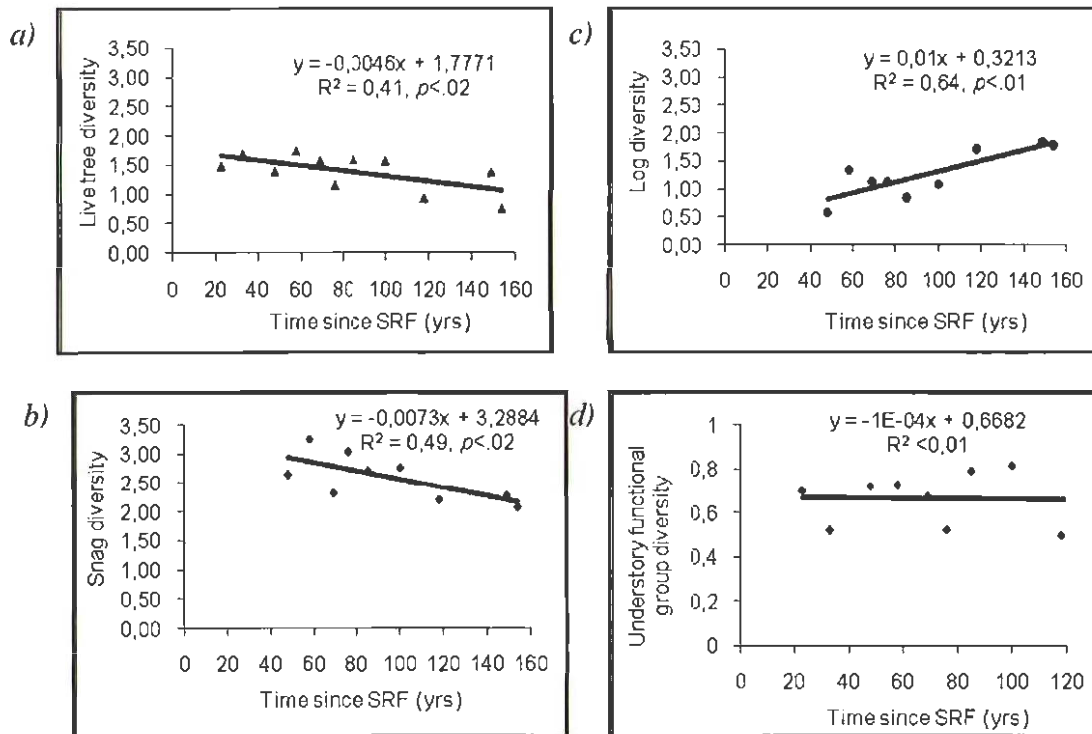 a)
Live tree diversity
3,50
3,00
2,50
2,00
1,50
1,00
0,50
0,00
y = -0,0046x + 1,7771
R² = 0,41, p<.02
0 20 40 60 80 100 120 140 160
Time since SRF (yrs)
c)
Log diversity
3,50
3,00
2,50
2,00
1,50
1,00
0,50
0,00
y = 0,01x + 0,3213
R² = 0,64, p<.01
0 20 40 60 80 100 120 140 160
Time since SRF (yrs)
b)
Snag diversity
3,50
3,00
2,50
2,00
1,50
1,00
0,50
0,00
y = -0,0073x + 3,2884
R² = 0,49, p<.02
0 20 40 60 80 100 120 140 160
Time since SRF (yrs)
d)
Understory functional
group diversity
1
0,8
0,6
0,4
0,2
0
y = -1E-04x + 0,6682
R² <0,01
0 20 40 60 80 100 120
Time since SRF (yrs)